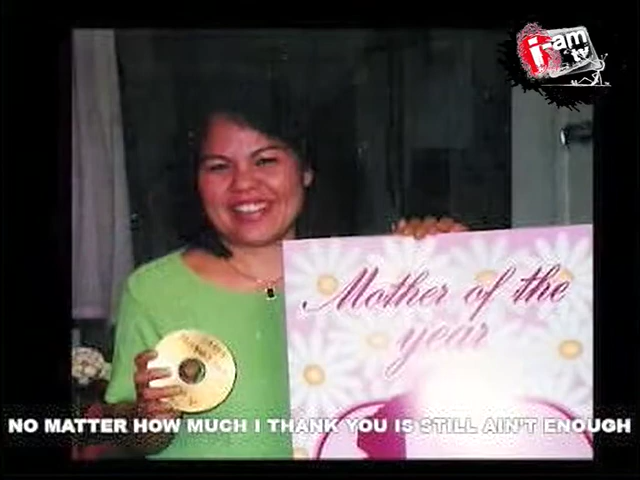 i-am
tv
Mother of the
year
NO MATTER HOW MUCH I THANK YOU IS STILL AIN'T ENOUGH